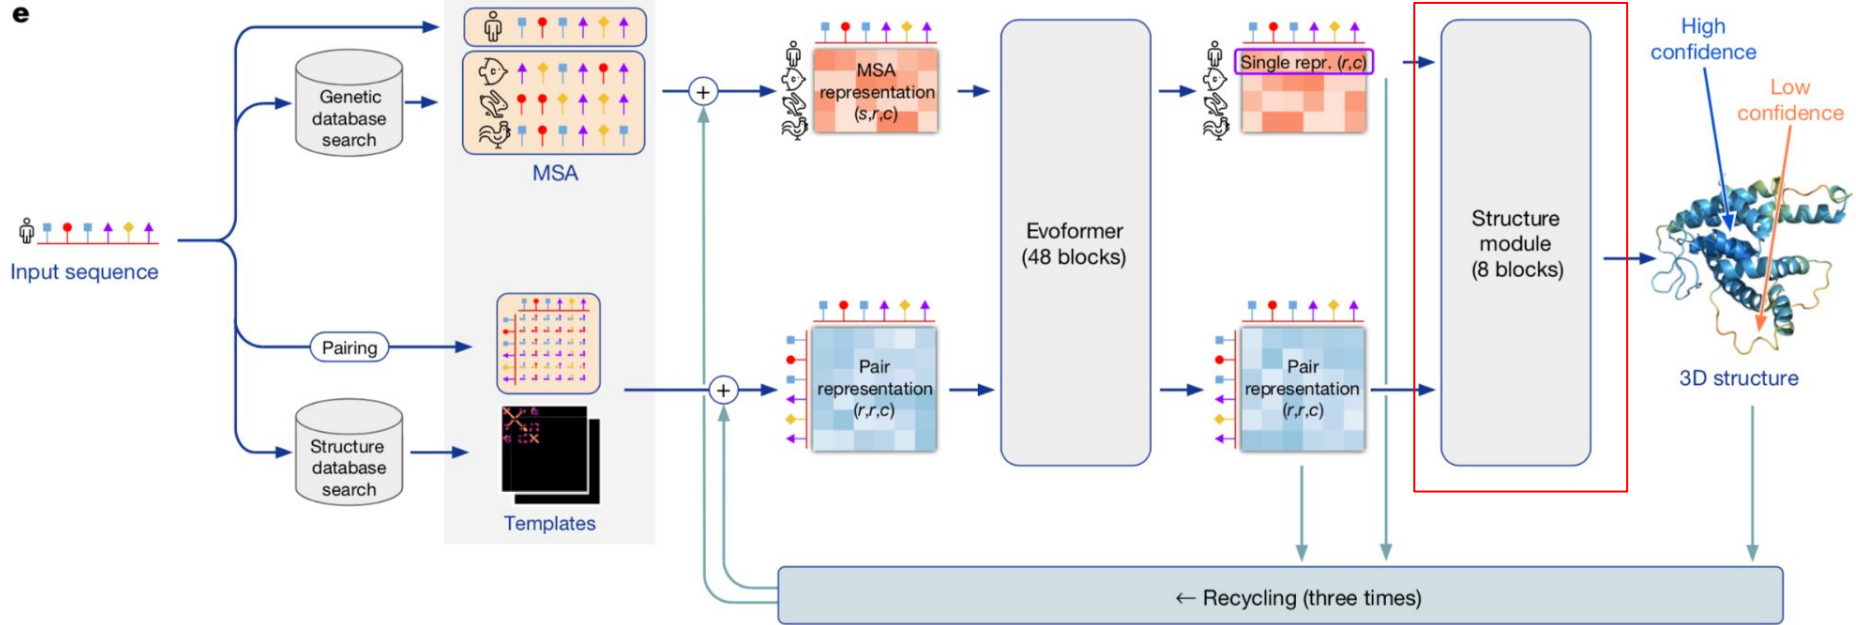 e
Input sequence
Genetic
database
search
Pairing
Structure
database
search
MSA
Templates
+
+
MSA
representation
(s,r,c)
Pair
representation
(r,r,c)
Evoformer
(48 blocks)
Single repr. (r,c)
Pair
representation
(r,r,c)
Structure
module
(8 blocks)
High
confidence
Low
confidence
3D structure
← Recycling (three times)